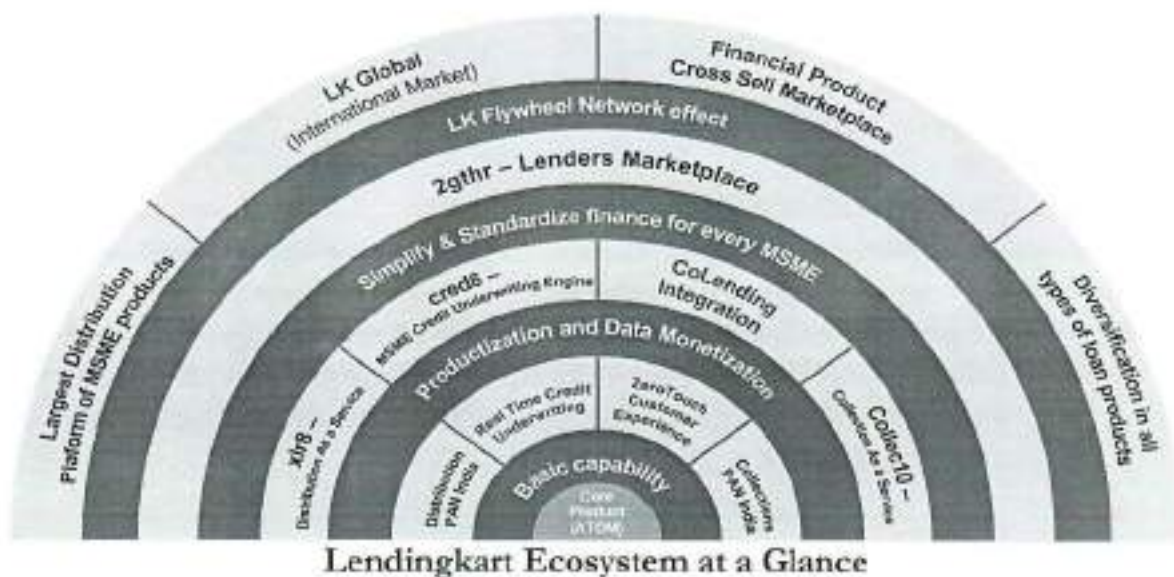 LK Global
(International Market)
Financial Product
Cross Sell Marketplace
Largest Distribution
Plaform of MSME products
Diversification in all
types of loan products
LK Flywheel Network effect
2gthr – Lenders Marketplace
Simplify & Standardize finance for every MSME
xlr8 –
Distribution As a Service
cred8 –
MSME Credit Underwriting Engine
CoLending
Integration
Collec10 –
Collection As a Service
Productization and Data Monetization
Distribution
PAN India
Real Time Credit
Underwriting
ZeroTouch
Customer
Experience
Collections
PAN India
Basic capability
Core
Product
(ATOM)
Lendingkart Ecosystem at a Glance